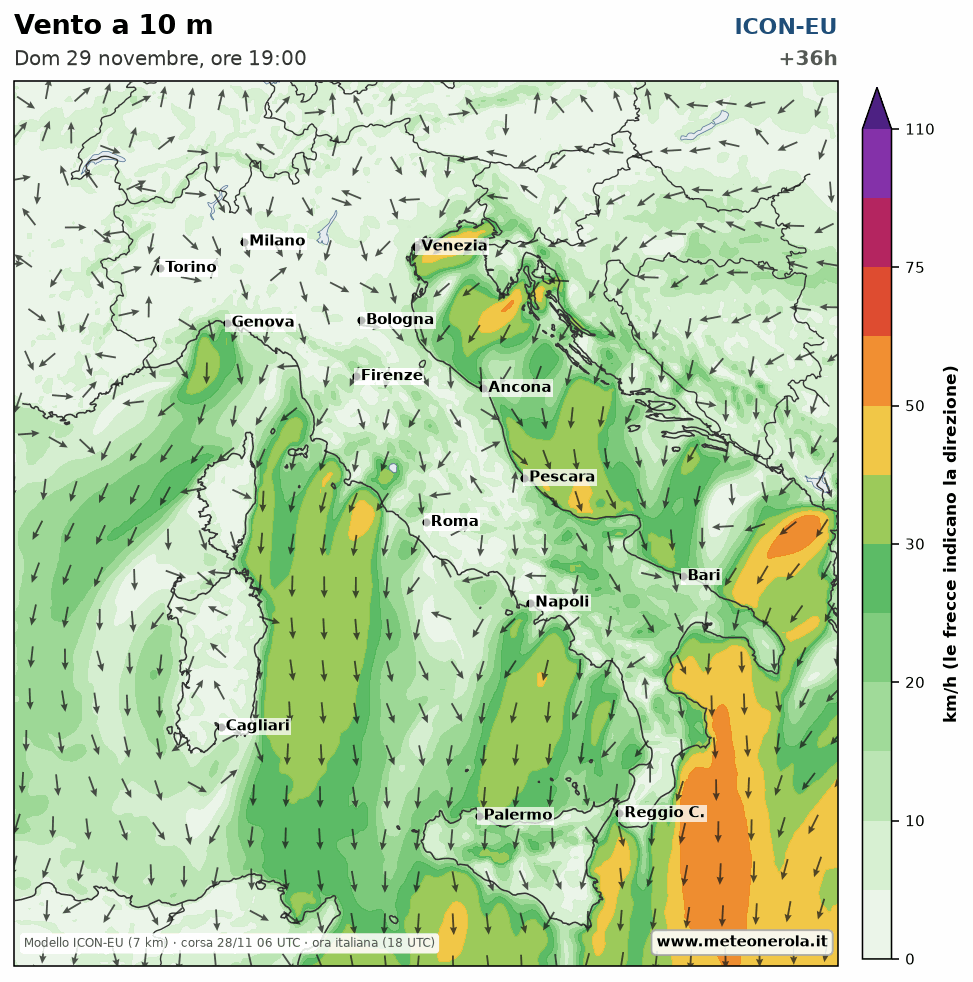 Vento a 10 m
ICON-EU
Dom 29 novembre, ore 19:00
+36h
110
Venezia
Milano
Torino
75
Bologna
Genova
Firenze
Ancona
50
Pescara
Roma
30
Bari
Napoli
20
Cagliari
Reggio C.
Palermo
10
Modello ICON-EU (7 km) · corsa 28/11 06 UTC · ora italiana (18 UTC)
www.meteonerola.it
0
km/h (le frecce indicano la direzione)